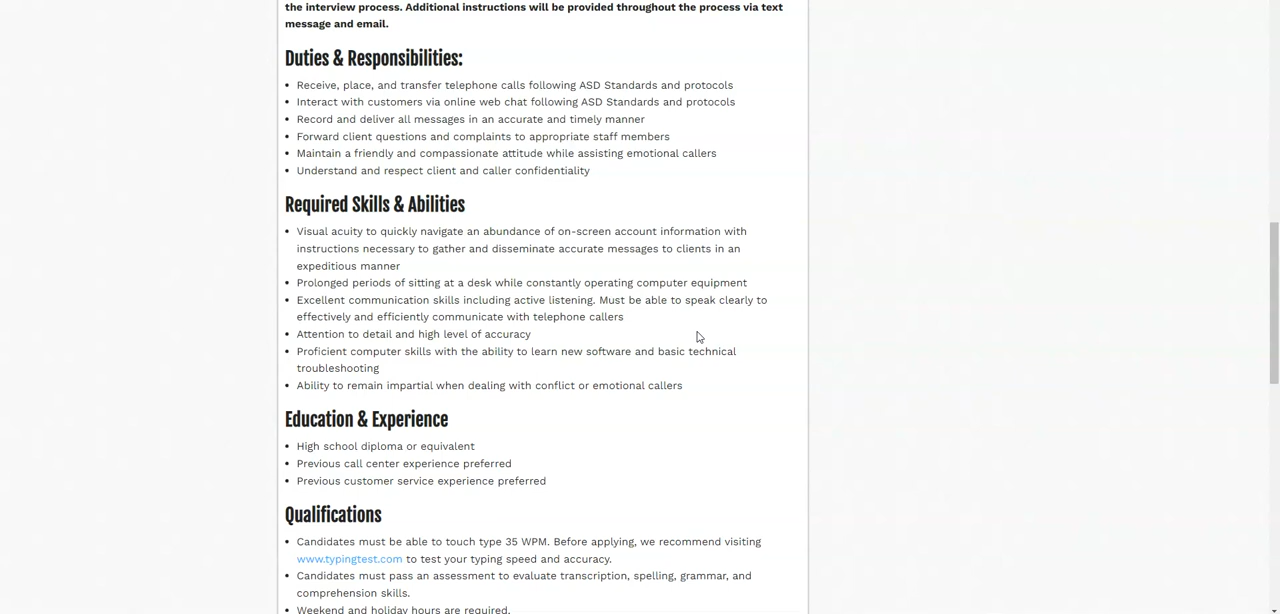 the interview process. Additional instructions will be provided throughout the process via text
message and email.
Duties & Responsibilities:
• Receive, place, and transfer telephone calls following ASD Standards and protocols
• Interact with customers via online web chat following ASD Standards and protocols
• Record and deliver all messages in an accurate and timely manner
• Forward client questions and complaints to appropriate staff members
• Maintain a friendly and compassionate attitude while assisting emotional callers
• Understand and respect client and caller confidentiality
Required Skills & Abilities
• Visual acuity to quickly navigate an abundance of on-screen account information with
instructions necessary to gather and disseminate accurate messages to clients in an
expeditious manner
• Prolonged periods of sitting at a desk while constantly operating computer equipment
• Excellent communication skills including active listening. Must be able to speak clearly to
effectively and efficiently communicate with telephone callers
• Attention to detail and high level of accuracy
• Proficient computer skills with the ability to learn new software and basic technical
troubleshooting
• Ability to remain impartial when dealing with conflict or emotional callers
Education & Experience
• High school diploma or equivalent
• Previous call center experience preferred
• Previous customer service experience preferred
Qualifications
• Candidates must be able to touch type 35 WPM. Before applying, we recommend visiting
www.typingtest.com to test your typing speed and accuracy.
• Candidates must pass an assessment to evaluate transcription, spelling, grammar, and
comprehension skills.
• Weekend and holiday hours are required.